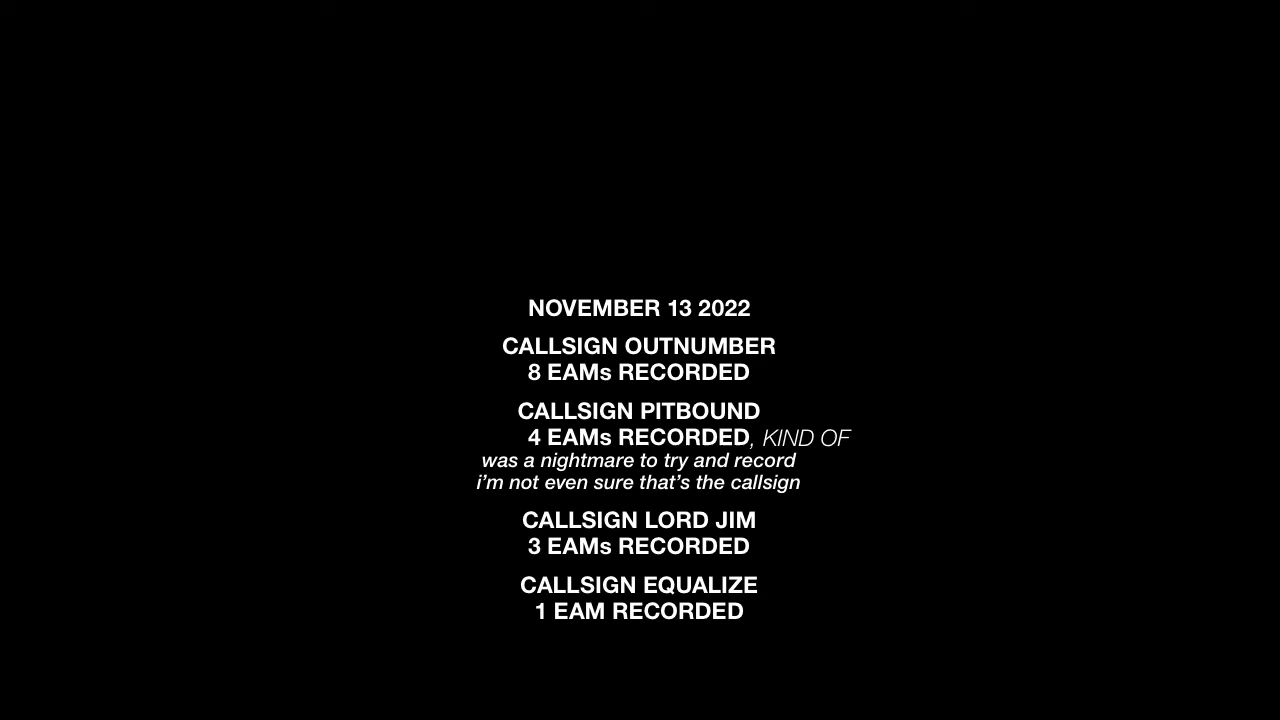 NOVEMBER 13 2022
CALLSIGN OUTNUMBER
8 EAMs RECORDED
CALLSIGN PITBOUND
4 EAMs RECORDED, KIND OF
was a nightmare to try and record
i'm not even sure that's the callsign
CALLSIGN LORD JIM
3 EAMs RECORDED
CALLSIGN EQUALIZE
1 EAM RECORDED